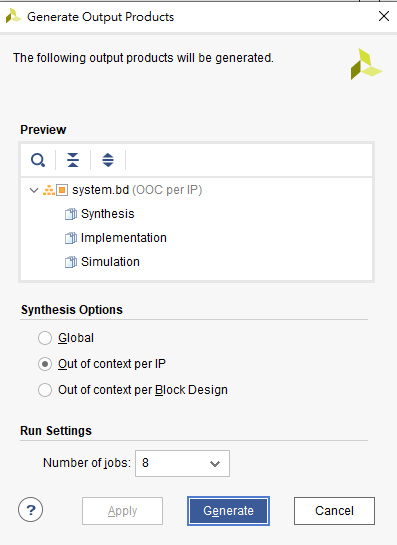 Generate Output Products
The following output products will be generated.
Preview
system.bd (OOC per IP)
Synthesis
Implementation
Simulation
Synthesis Options
Global
Out of context per IP
Out of context per Block Design
Run Settings
Number of jobs: 8
? Apply Generate Cancel